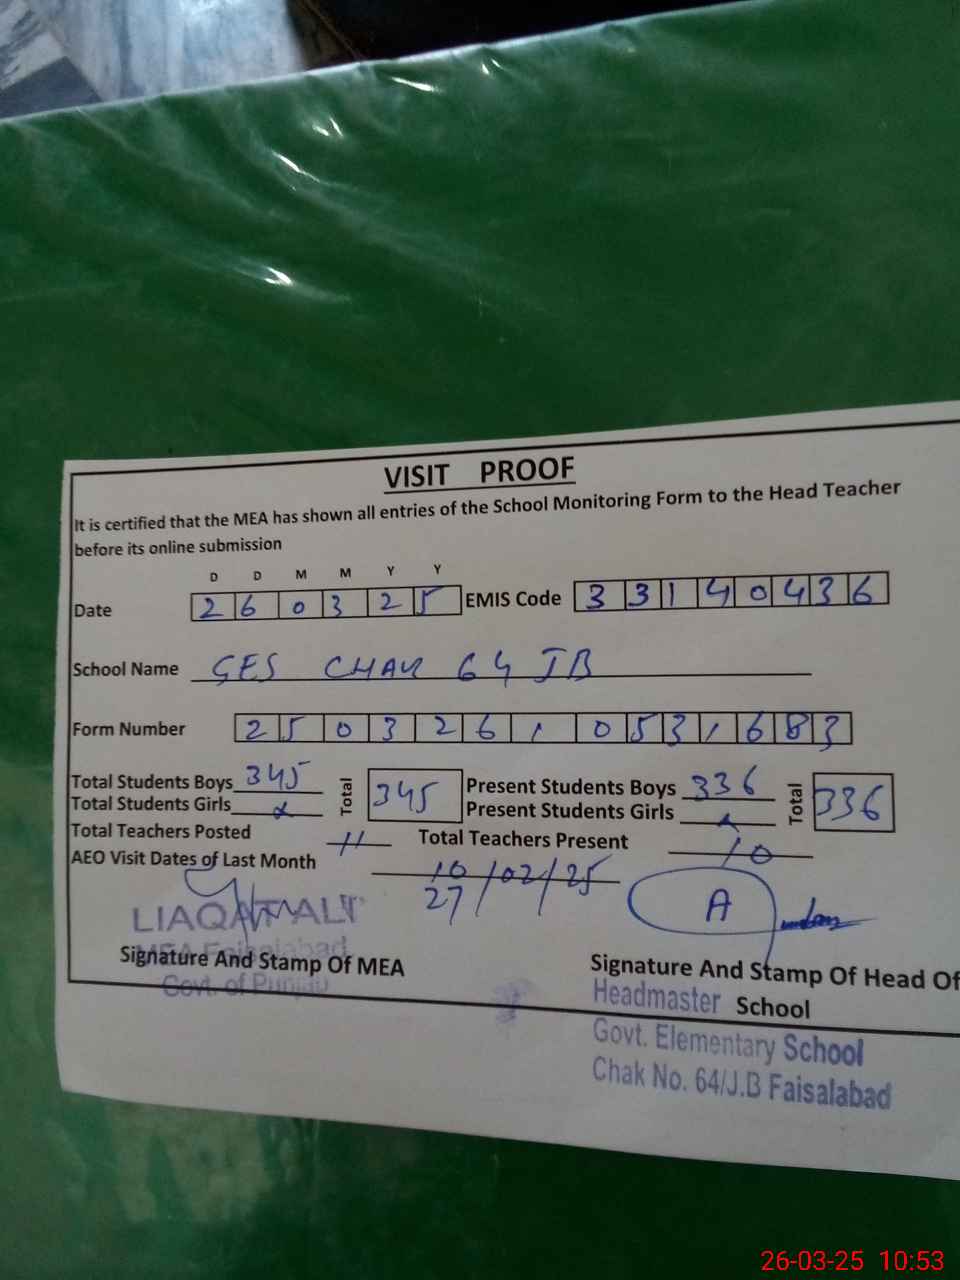 VISIT PROOF
It is certified that the MEA has shown all entries of the School Monitoring Form to the Head Teacher
before its online submission
D D M M Y Y
Date 2 6 0 3 2 5 EMIS Code 3 3 1 4 0 4 3 6
School Name GES CHAK 64 JB
Form Number 2 5 0 3 2 6 1 0 5 3 1 6 8 3
Total Students Boys 345 Total 345 Present Students Boys 336 Total 336
Total Students Girls Present Students Girls
Total Teachers Posted 11 Total Teachers Present 10
AEO Visit Dates of Last Month 10/02/25
27
LIAQAT ALI A
MEA Faisalabad
Signature And Stamp Of MEA Signature And Stamp Of Head Of
Govt. of Punjab Headmaster School
Govt. Elementary School
Chak No. 64/J.B Faisalabad
26-03-25 10:53